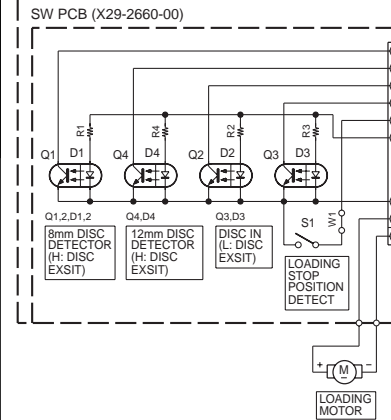 SW PCB (X29-2660-00)
R1
R4
R2
R3
Q1 D1 Q4 D4 Q2 D2 Q3 D3
Q1,2,D1,2
8mm DISC
DETECTOR
(H: DISC
EXSIT)
Q4,D4
12mm DISC
DETECTOR
(H: DISC
EXSIT)
Q3,D3
DISC IN
(L: DISC
EXSIT)
S1
W1
LOADING
STOP
POSITION
DETECT
+ M −
LOADING
MOTOR